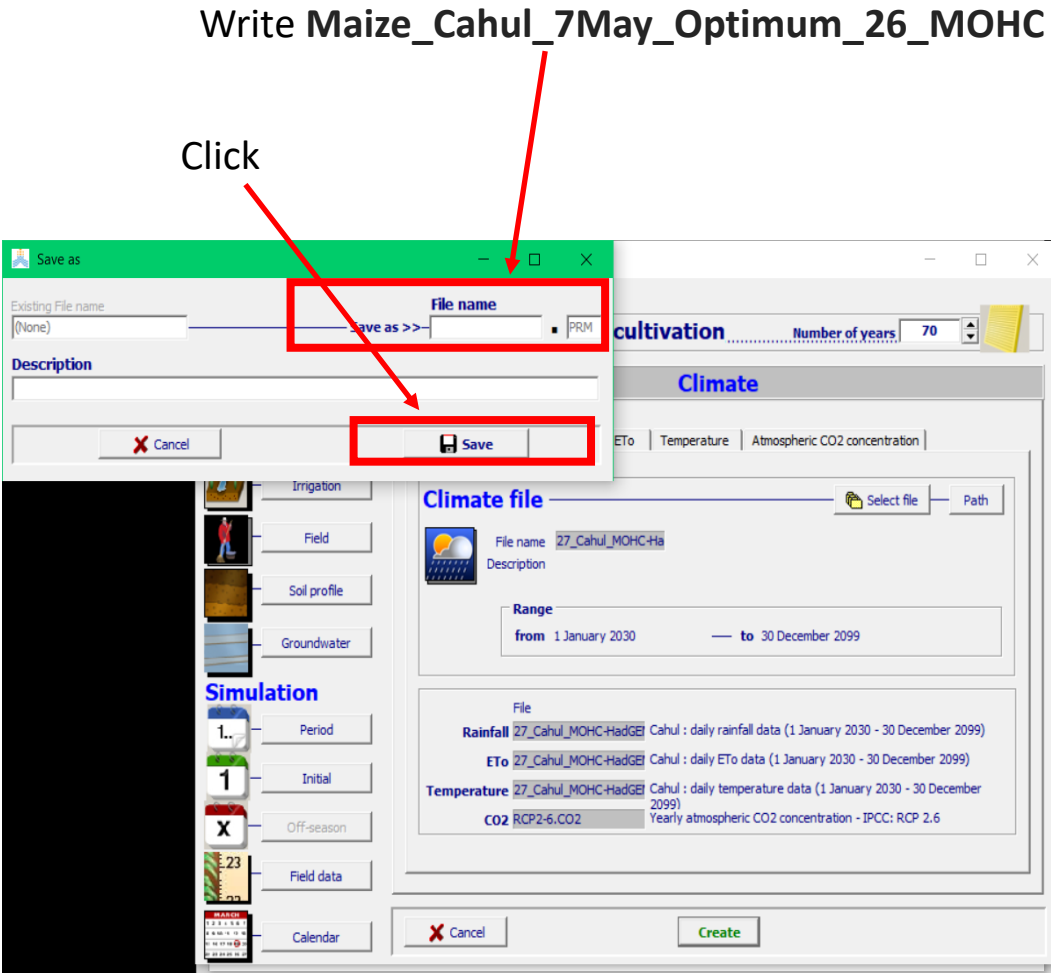 Write Maize_Cahul_7May_Optimum_26_MOHC
Click
Save as
Existing File name
File name
(None)
Save as >>
PRM
Description
Cancel
Save
cultivation
Number of years
70
Climate
ETo
Temperature
Atmospheric CO2 concentration
Irrigation
Field
Soil profile
Groundwater
Simulation
1..
Period
1
Initial
X
Off-season
23
Field data
MARCH
Calendar
Climate file
Select file
Path
File name 27_Cahul_MOHC-Ha
Description
Range
from 1 January 2030 to 30 December 2099
File
Rainfall 27_Cahul_MOHC-HadGE Cahul : daily rainfall data (1 January 2030 - 30 December 2099)
ETo 27_Cahul_MOHC-HadGE Cahul : daily ETo data (1 January 2030 - 30 December 2099)
Temperature 27_Cahul_MOHC-HadGE Cahul : daily temperature data (1 January 2030 - 30 December
2099)
CO2 RCP2-6.CO2 Yearly atmospheric CO2 concentration - IPCC: RCP 2.6
Cancel
Create